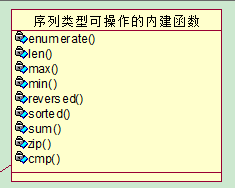 序列类型可操作的内建函数
enumerate()
len()
max()
min()
reversed()
sorted()
sum()
zip()
cmp()